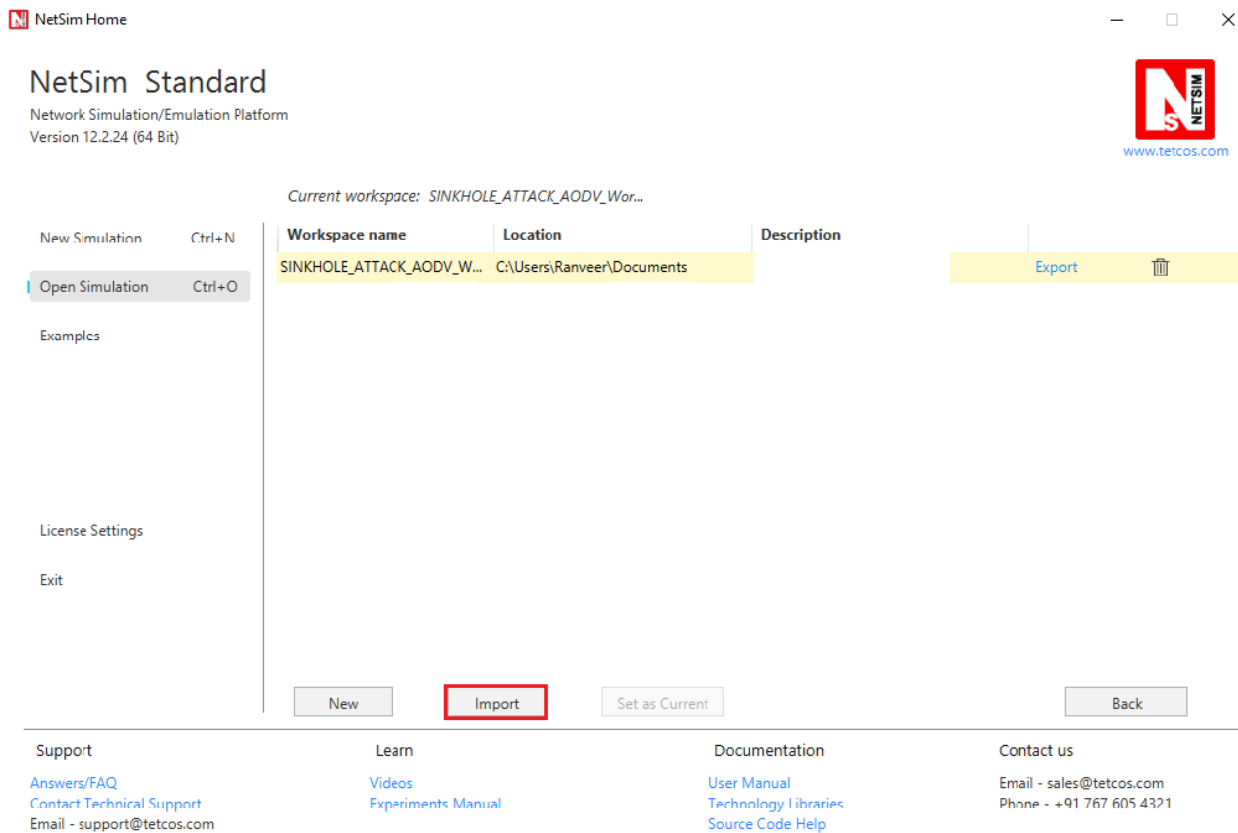 NetSim Home
NetSim Standard
Network Simulation/Emulation Platform
Version 12.2.24 (64 Bit)
NETSIM
NS
www.tetcos.com
Current workspace: SINKHOLE_ATTACK_AODV_Wor...
New Simulation Ctrl+N
Open Simulation Ctrl+O
Examples
License Settings
Exit
Workspace name Location Description
SINKHOLE_ATTACK_AODV_W... C:\Users\Ranveer\Documents Export
New Import Set as Current Back
Support Learn Documentation Contact us
Answers/FAQ Videos User Manual Email - sales@tetcos.com
Contact Technical Support Experiments Manual Technology Libraries Phone - +91 767 605 4321
Email - support@tetcos.com Source Code Help